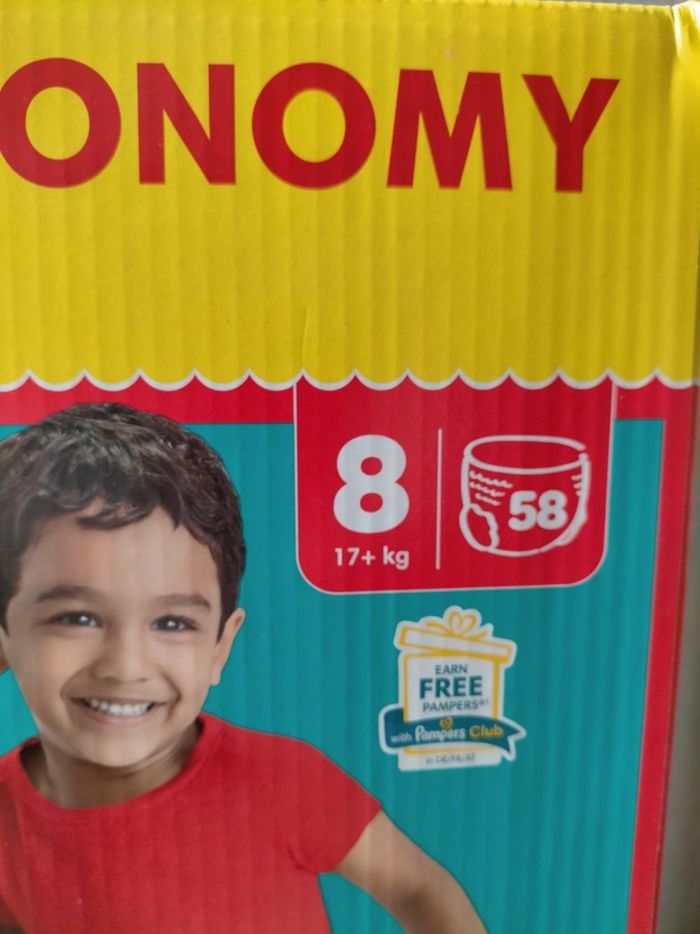 ONOMY
8
17+ kg
58
EARN
FREE
PAMPERS
with Pampers Club